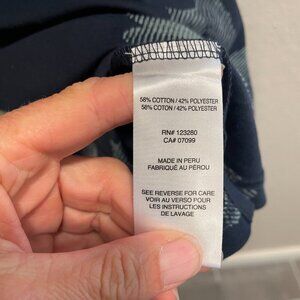 58% COTTON / 42% POLYESTER
58% COTON / 42% POLYESTER
RN# 123280
CA# 07099
MADE IN PERU
FABRIQUÉ AU PÉROU
SEE REVERSE FOR CARE
VOIR AU VERSO POUR
LES INSTRUCTIONS
DE LAVAGE